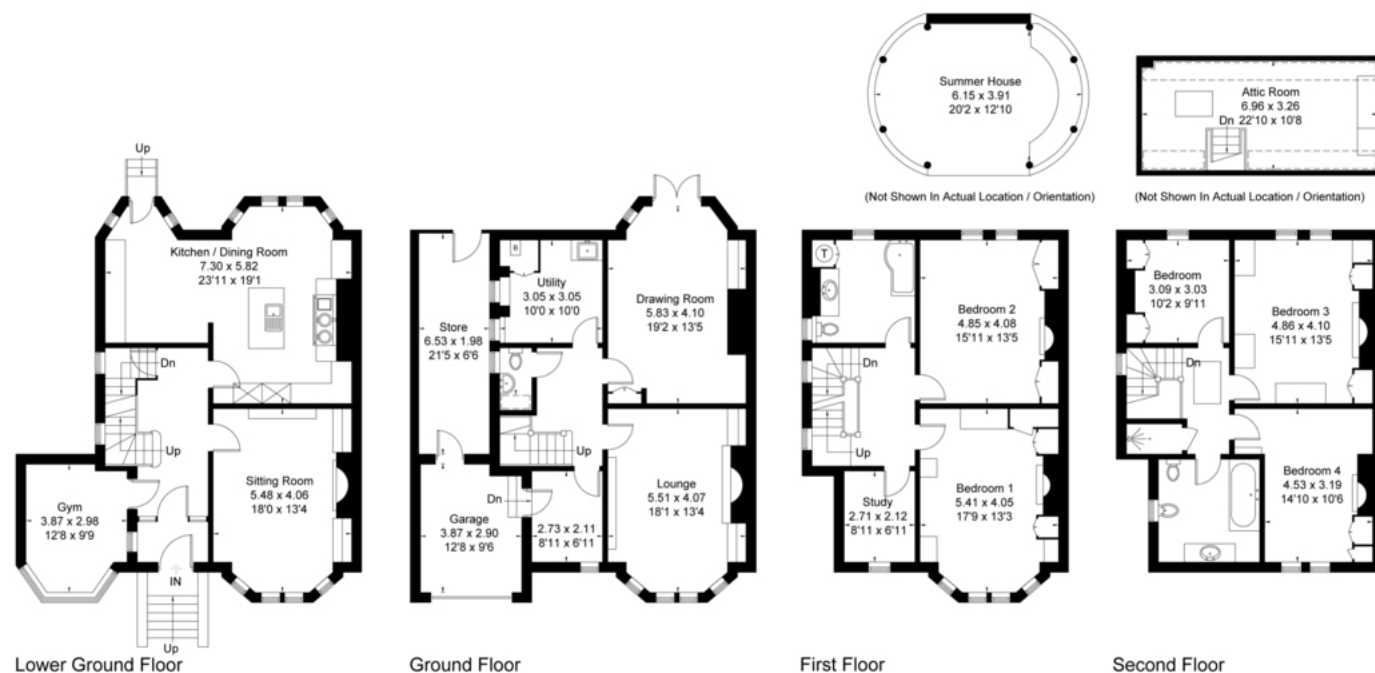 Summer House
6.15 x 3.91
20'2 x 12'10
(Not Shown In Actual Location / Orientation)
Attic Room
6.96 x 3.26
Dn
22'10 x 10'8
(Not Shown In Actual Location / Orientation)
Up
Kitchen / Dining Room
7.30 x 5.82
23'11 x 19'1
Dn
Up
Sitting Room
5.48 x 4.06
18'0 x 13'4
Gym
3.87 x 2.98
12'8 x 9'9
IN
Up
Lower Ground Floor
B
Utility
3.05 x 3.05
10'0 x 10'0
Drawing Room
5.83 x 4.10
19'2 x 13'5
Store
6.53 x 1.98
21'5 x 6'6
Up
Lounge
5.51 x 4.07
18'1 x 13'4
Dn
Garage
3.87 x 2.90
12'8 x 9'6
2.73 x 2.11
8'11 x 6'11
Ground Floor
T
Bedroom 2
4.85 x 4.08
15'11 x 13'5
Dn
Up
Study
2.71 x 2.12
8'11 x 6'11
Bedroom 1
5.41 x 4.05
17'9 x 13'3
First Floor
Bedroom
3.09 x 3.03
10'2 x 9'11
Bedroom 3
4.86 x 4.10
15'11 x 13'5
Dn
Bedroom 4
4.53 x 3.19
14'10 x 10'6
Second Floor